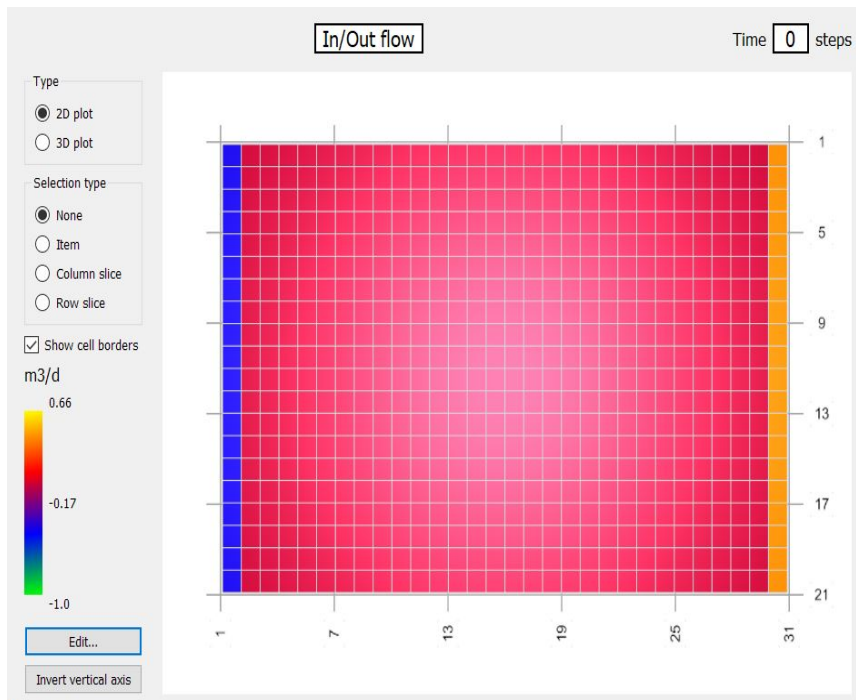 In/Out flow
Time 0 steps
Type
2D plot
3D plot
Selection type
None
Item
Column slice
Row slice
Show cell borders
m3/d
0.66
-0.17
-1.0
Edit...
Invert vertical axis
1
5
9
13
17
21
1
7
13
19
25
31